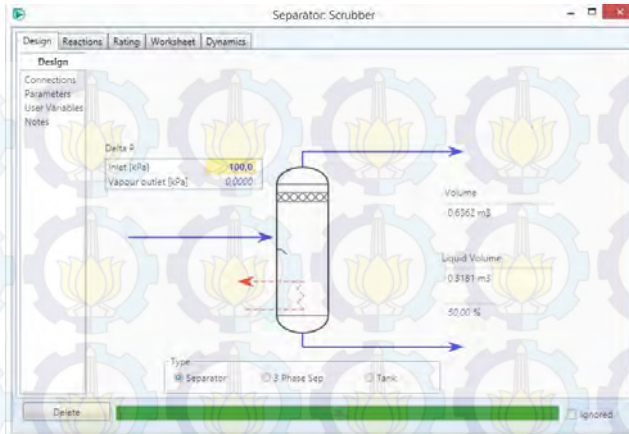 Separator: Scrubber
Design Reactions Rating Worksheet Dynamics
Design
Connections
Parameters
User Variables
Notes
Delta P
Inlet [kPa] 100,0
Vapour outlet [kPa] 0,0000
Volume
0.6362 m3
Liquid Volume
0.3181 m3
50,00 %
Type
Separator 3 Phase Sep Tank
Delete Ignored